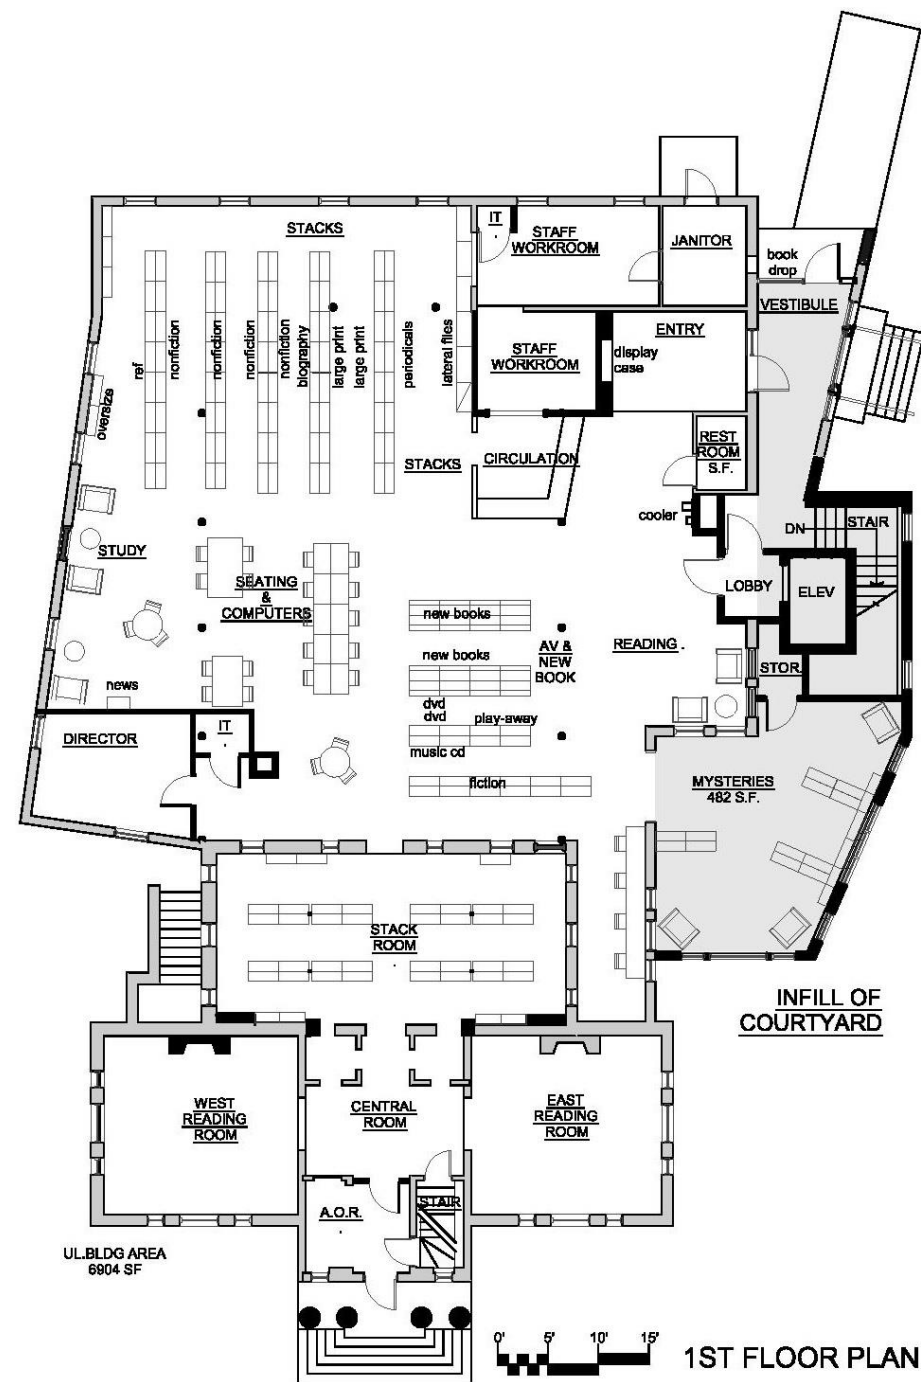 STACKS
IT
STAFF
WORKROOM
JANITOR
book
drop
VESTIBULE
ref
nonfiction
nonfiction
nonfiction
nonfiction
biography
large print
large print
periodicals
lateral files
STAFF
WORKROOM
display
case
ENTRY
oversize
STACKS
CIRCULATION
REST
ROOM
S.F.
cooler
DN
STAIR
STUDY
SEATING
&
COMPUTERS
LOBBY
ELEV
new books
new books
AV &
NEW
BOOK
READING
STOR.
news
dvd
dvd
play-away
music cd
DIRECTOR
IT
fiction
MYSTERIES
482 S.F.
STACK
ROOM
INFILL OF
COURTYARD
WEST
READING
ROOM
CENTRAL
ROOM
EAST
READING
ROOM
A.O.R.
STAIR
UL.BLDG AREA
6904 SF
0' 5' 10' 15'
1ST FLOOR PLAN